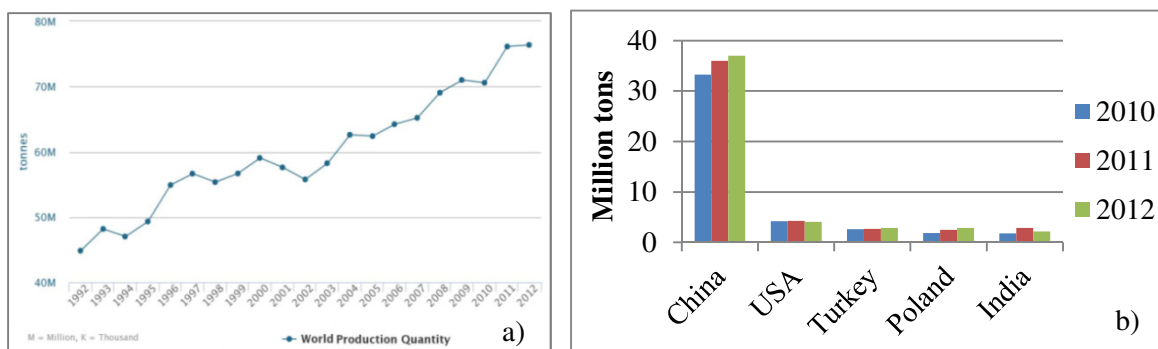 80M
70M
60M
50M
40M
tonnes
1992 1993 1994 1995 1996 1997 1998 1999 2000 2001 2002 2003 2004 2005 2006 2007 2008 2009 2010 2011 2012
M = Million, K = Thousand
World Production Quantity
a)
40
30
20
10
0
Million tons
China USA Turkey Poland India
2010
2011
2012
b)